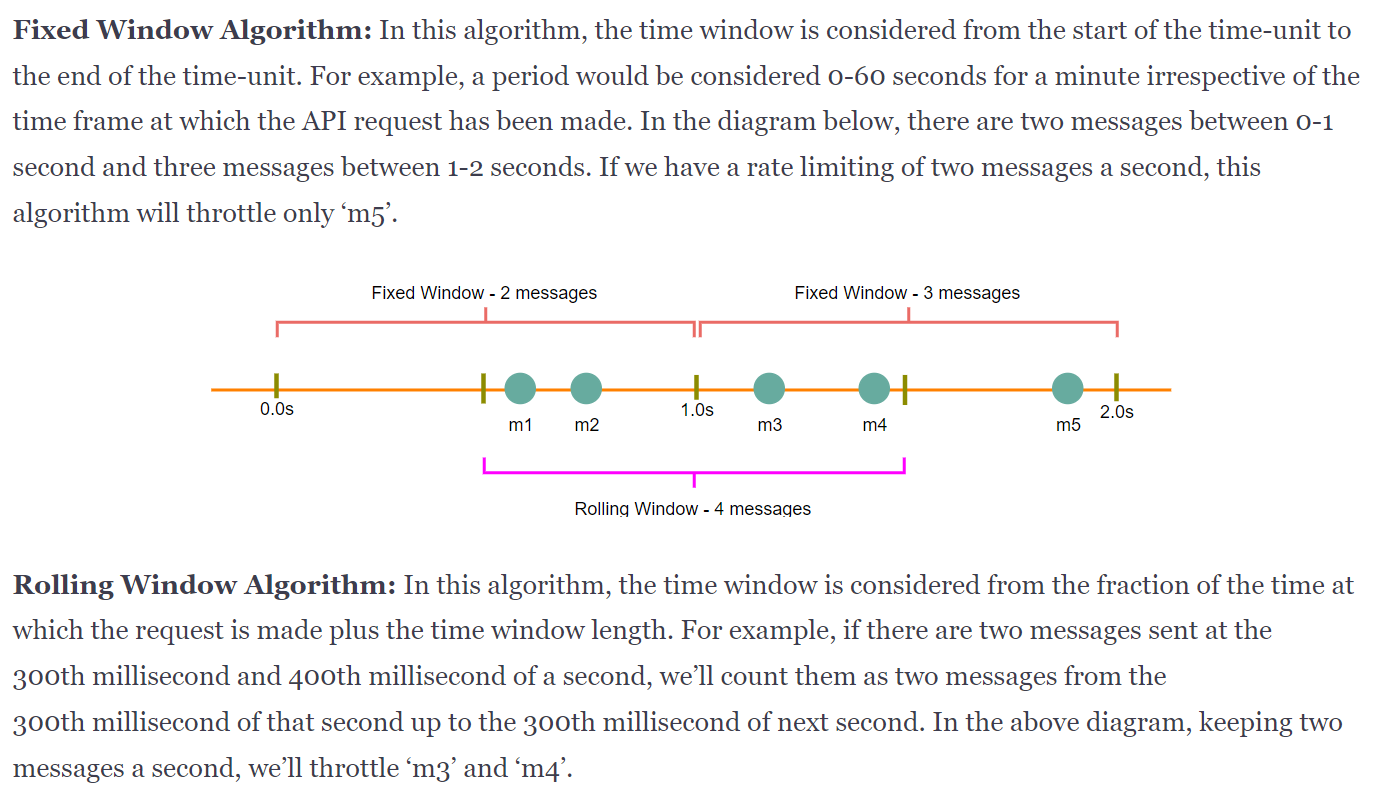 Fixed Window Algorithm: In this algorithm, the time window is considered from the start of the time-unit to
the end of the time-unit. For example, a period would be considered 0-60 seconds for a minute irrespective of the
time frame at which the API request has been made. In the diagram below, there are two messages between 0-1
second and three messages between 1-2 seconds. If we have a rate limiting of two messages a second, this
algorithm will throttle only ‘m5’.
Fixed Window - 2 messages
Fixed Window - 3 messages
0.0s
1.0s
2.0s
m1
m2
m3
m4
m5
Rolling Window - 4 messages
Rolling Window Algorithm: In this algorithm, the time window is considered from the fraction of the time at
which the request is made plus the time window length. For example, if there are two messages sent at the
300th millisecond and 400th millisecond of a second, we’ll count them as two messages from the
300th millisecond of that second up to the 300th millisecond of next second. In the above diagram, keeping two
messages a second, we’ll throttle ‘m3’ and ‘m4’.